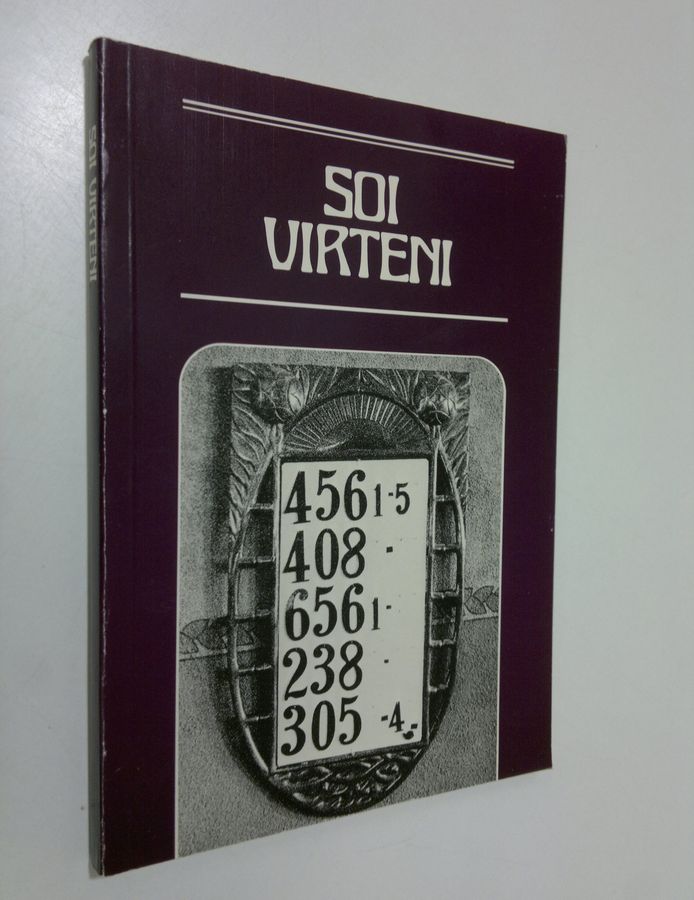 SOI VIRTENI
SOI
VIRTENI
456 1-5
408 -
656 1-
238 -
305 -4.-